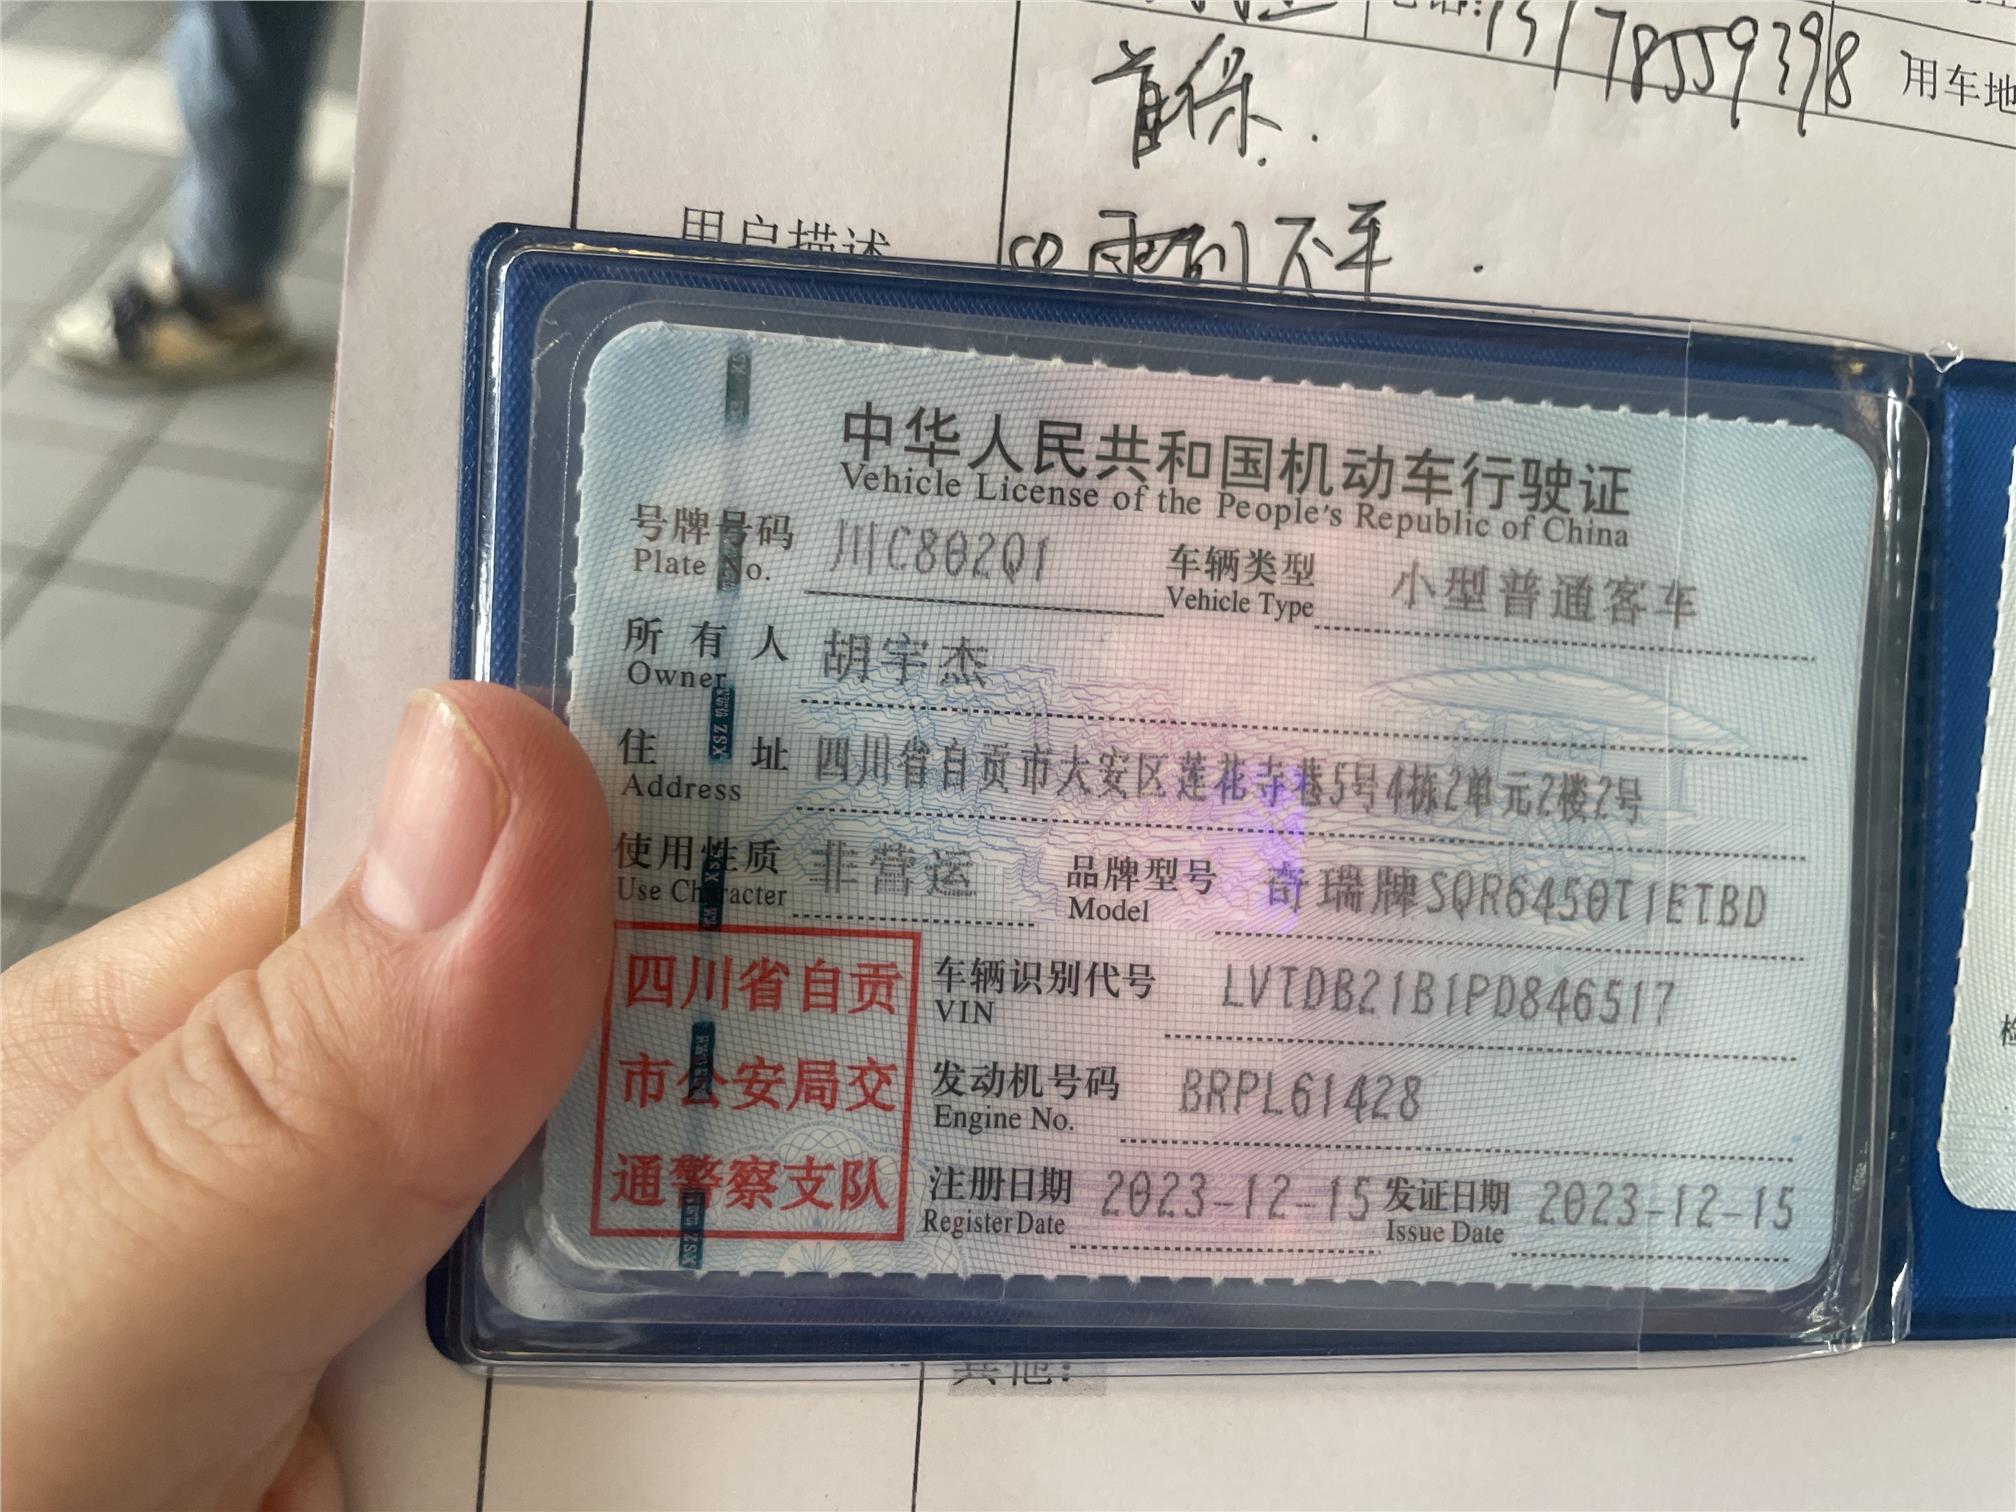 电话:15178559398
用车地
首保.
用户描述
雨刮不平.
中华人民共和国机动车行驶证
Vehicle License of the People's Republic of China
号牌号码 川C802Q1 车辆类型 小型普通客车
Plate No. Vehicle Type
所有人 胡宇杰
Owner
住址 四川省自贡市大安区莲花寺巷5号4栋2单元2楼2号
Address
使用性质 非营运 品牌型号 奇瑞牌SQR6450T1ETBD
Use Character Model
四川省自贡
市公安局交
通警察支队
车辆识别代号 LVTDB21B1PD846517
VIN
发动机号码 BRPL61428
Engine No.
注册日期 2023-12-15 发证日期 2023-12-15
Register Date Issue Date
其他: